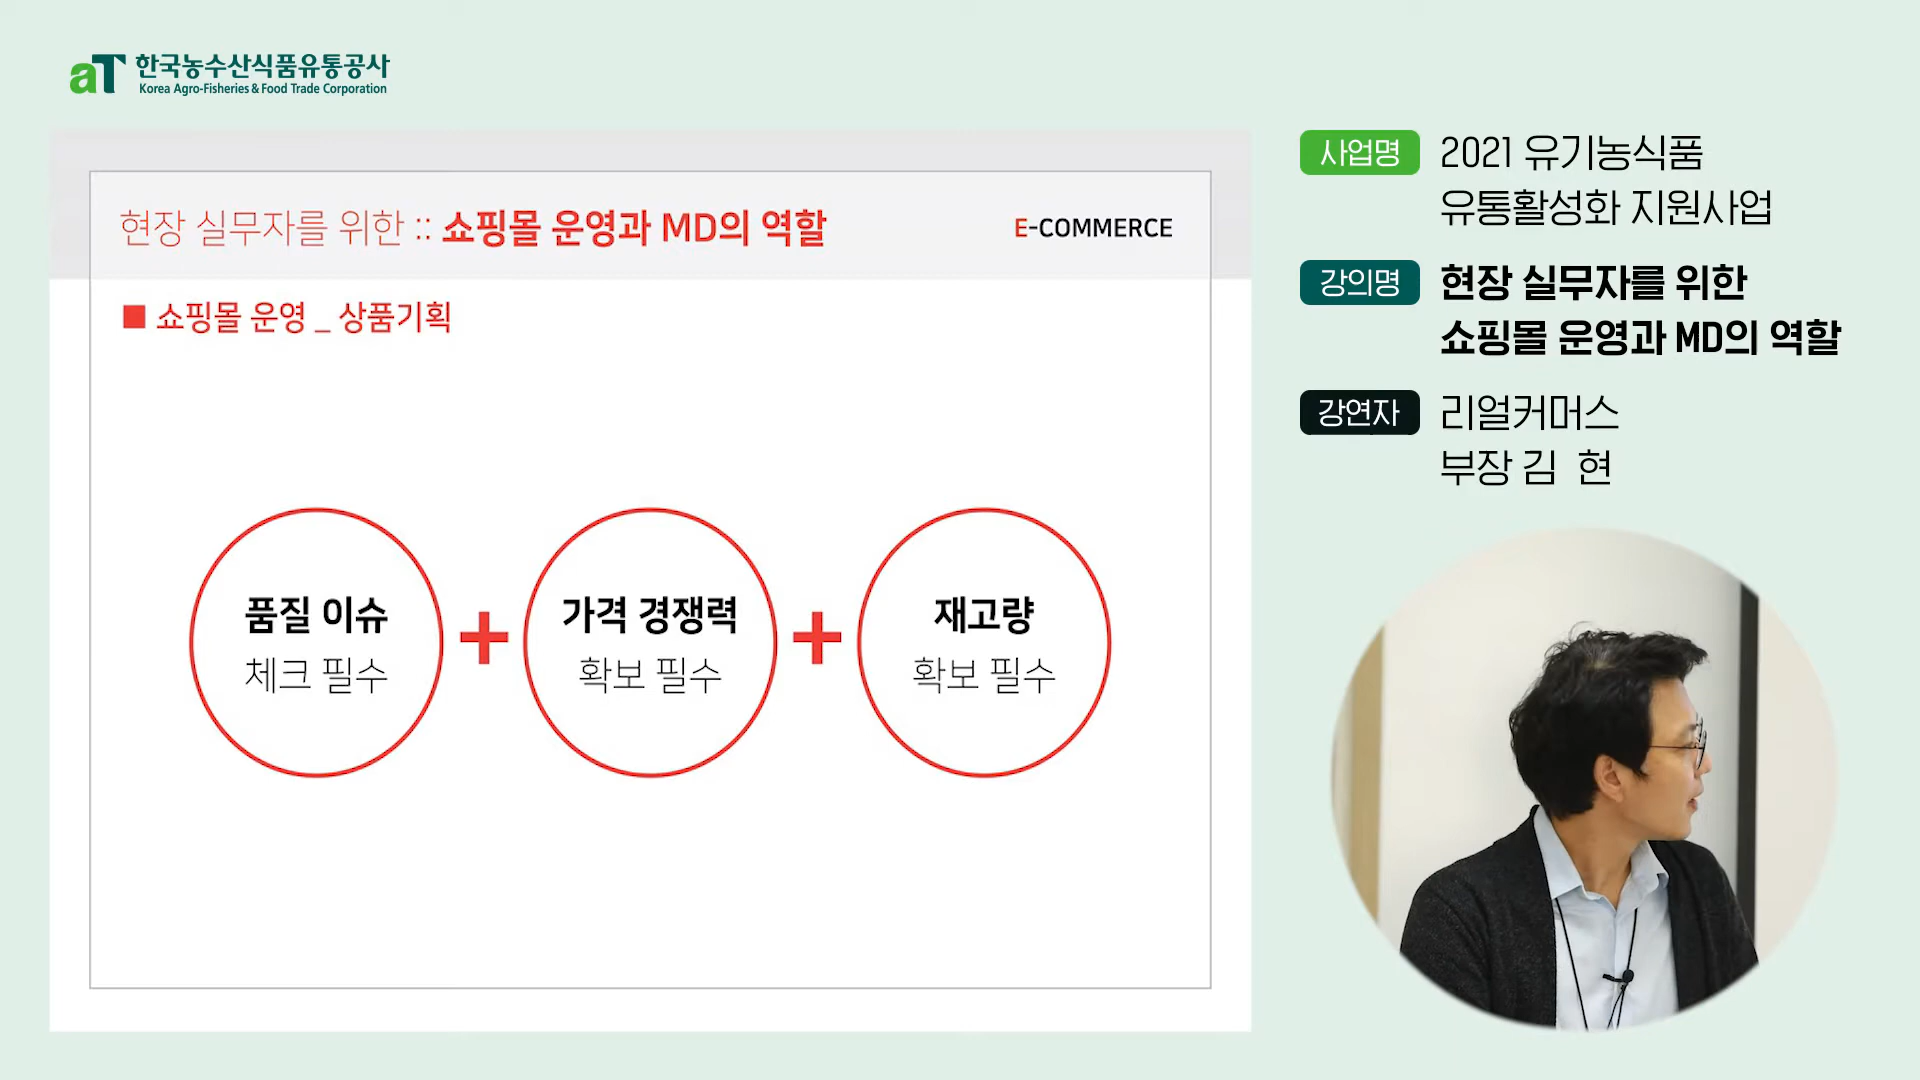 aT 한국농수산식품유통공사
Korea Agro-Fisheries & Food Trade Corporation
현장 실무자를 위한 :: 쇼핑몰 운영과 MD의 역할
E-COMMERCE
■ 쇼핑몰 운영 _ 상품기획
품질 이슈
체크 필수
+
가격 경쟁력
확보 필수
+
재고량
확보 필수
사업명 2021 유기농식품
유통활성화 지원사업
강의명 현장 실무자를 위한
쇼핑몰 운영과 MD의 역할
강연자 리얼커머스
부장 김 현